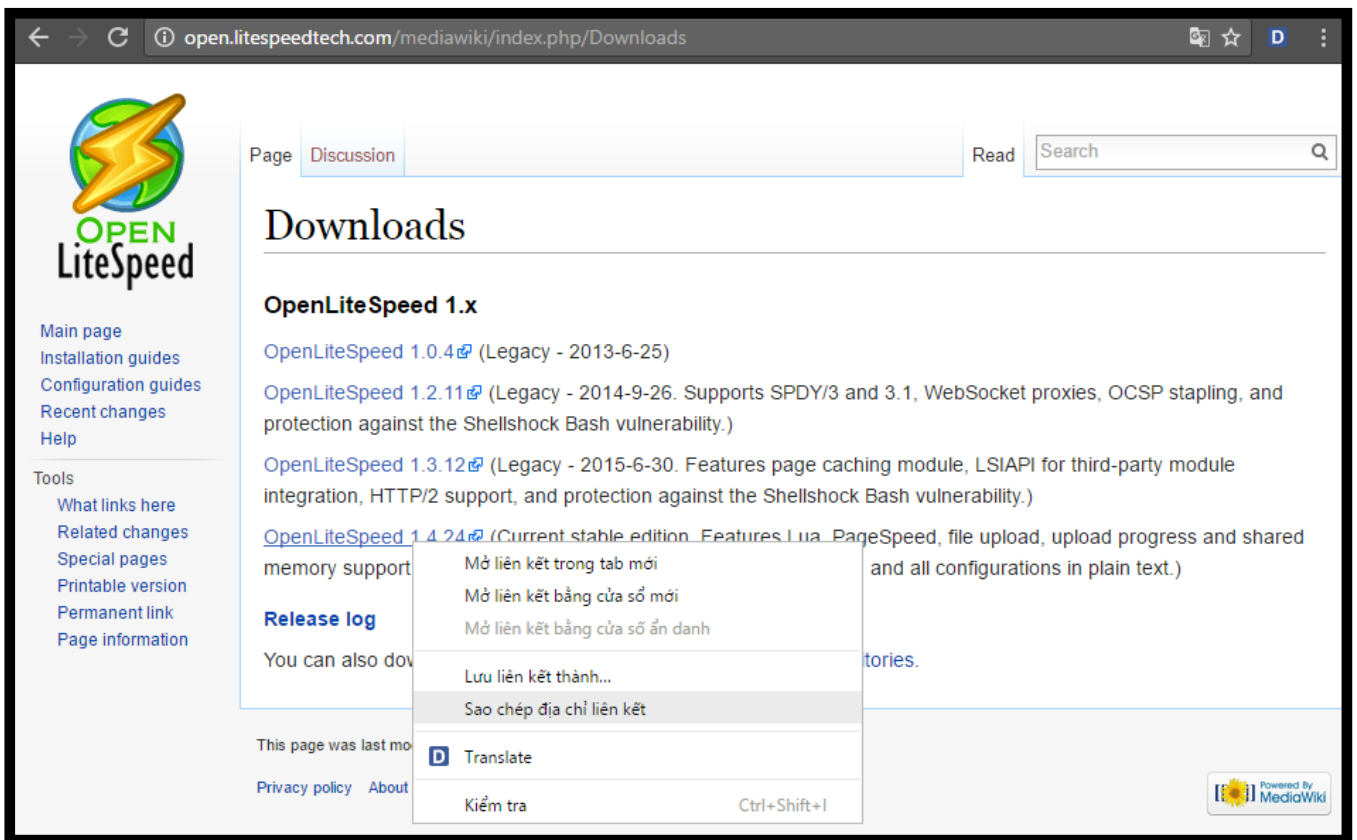 open.litespeedtech.com/mediawiki/index.php/Downloads
D
OPEN
LiteSpeed
Page
Discussion
Read
Search
Downloads
OpenLiteSpeed 1.x
OpenLiteSpeed 1.0.4 (Legacy - 2013-6-25)
OpenLiteSpeed 1.2.11 (Legacy - 2014-9-26. Supports SPDY/3 and 3.1, WebSocket proxies, OCSP stapling, and
protection against the Shellshock Bash vulnerability.)
OpenLiteSpeed 1.3.12 (Legacy - 2015-6-30. Features page caching module, LSIAPI for third-party module
integration, HTTP/2 support, and protection against the Shellshock Bash vulnerability.)
OpenLiteSpeed 1.4.24 (Current stable edition. Features Lua, PageSpeed, file upload, upload progress and shared
memory support and all configurations in plain text.)
Release log
You can also
This page was last
Privacy policy
About
Main page
Installation guides
Configuration guides
Recent changes
Help
Tools
What links here
Related changes
Special pages
Printable version
Permanent link
Page information
Mở liên kết trong tab mới
Mở liên kết bằng cửa sổ mới
Mở liên kết bằng cửa sổ ẩn danh
Lưu liên kết thành...
Sao chép địa chỉ liên kết
D Translate
Kiểm tra Ctrl+Shift+I
Powered By
MediaWiki